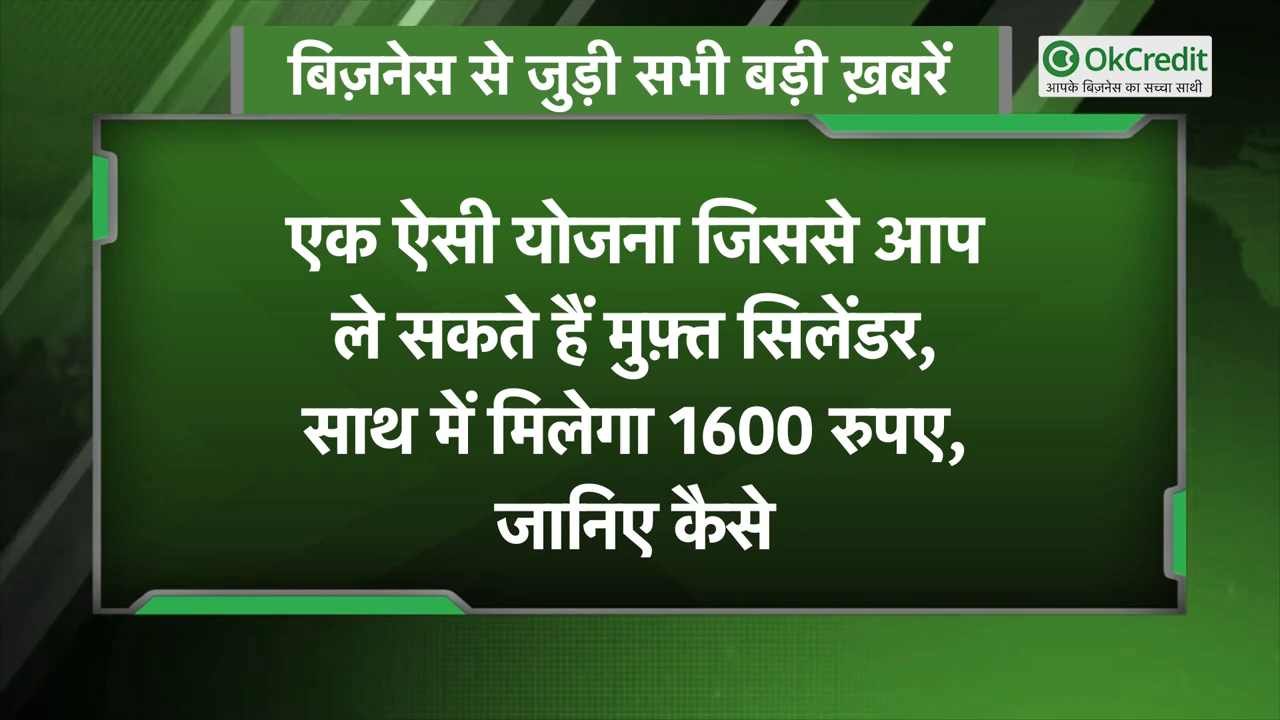 बिज़नेस से जुड़ी सभी बड़ी ख़बरें
OkCredit
आपके बिज़नेस का सच्चा साथी
एक ऐसी योजना जिससे आप
ले सकते हैं मुफ़्त सिलेंडर,
साथ में मिलेगा 1600 रुपए,
जानिए कैसे